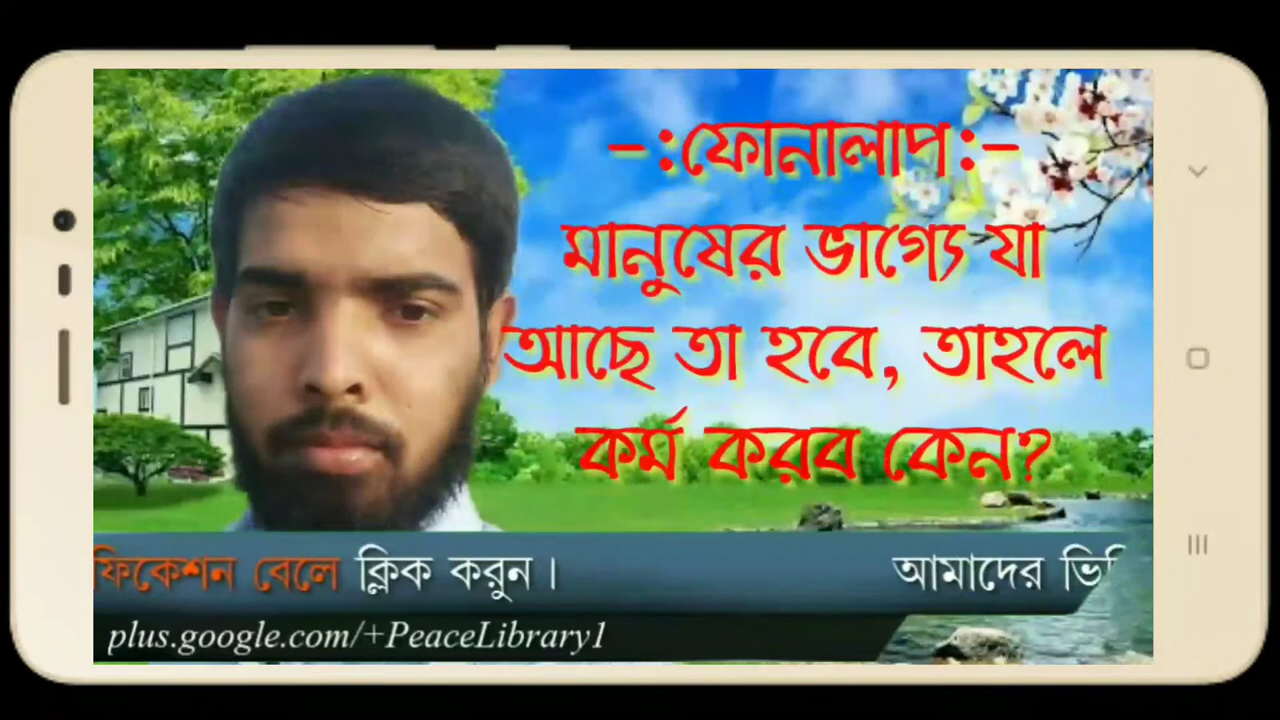 -:ফোনালাপ:-
মানুষের ভাগ্যে যা
আছে তা হবে, তাহলে
কর্ম করব কেন?
ফিকেশন বেলে ক্লিক করুন। আমাদের
plus.google.com/+PeaceLibrary1